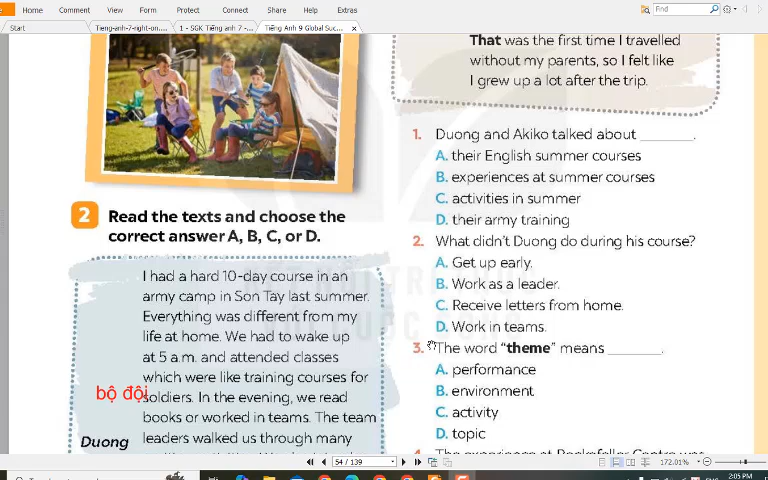 Home Comment View Form Protect Share Help Extras
Find
Start Tieng-anh-7-right-on.... 1 - SGK Tiếng anh 7 -... Tiếng Anh 9 Global Suc...
That was the first time I travelled
without my parents, so I felt like
I grew up a lot after the trip.
1. Duong and Akiko talked about _______.
A. their English summer courses
B. experiences at summer courses
C. activities in summer
D. their army training
2. What didn't Duong do during his course?
A. Get up early.
B. Work as a leader.
C. Receive letters from home.
D. Work in teams.
3. The word "theme" means _______.
A. performance
B. environment
C. activity
D. topic
2 Read the texts and choose the
correct answer A, B, C, or D.
I had a hard 10-day course in an
army camp in Son Tay last summer.
Everything was different from my
life at home. We had to wake up
at 5 a.m. and attended classes
which were like training courses for
bộ đội
soldiers. In the evening, we read
books or worked in teams. The team
leaders walked us through many
Duong
54 / 139
172.01%
ENG
2:05 PM